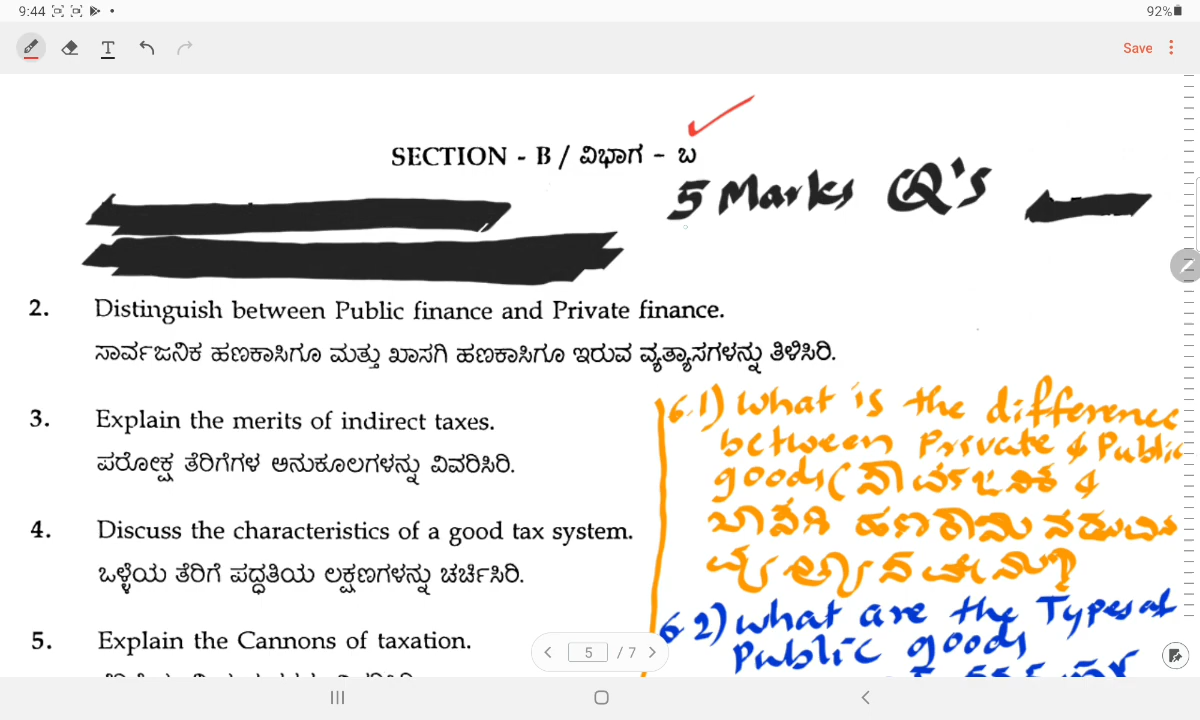 9:44
92%
Save
SECTION - B / ವಿಭಾಗ - ಬ
5 Marks Q's
2. Distinguish between Public finance and Private finance.
ಸಾರ್ವಜನಿಕ ಹಣಕಾಸಿಗೂ ಮತ್ತು ಖಾಸಗಿ ಹಣಕಾಸಿಗೂ ಇರುವ ವ್ಯತ್ಯಾಸಗಳನ್ನು ತಿಳಿಸಿರಿ.
3. Explain the merits of indirect taxes.
ಪರೋಕ್ಷ ತೆರಿಗೆಗಳ ಅನುಕೂಲಗಳನ್ನು ವಿವರಿಸಿರಿ.
4. Discuss the characteristics of a good tax system.
ಒಳ್ಳೆಯ ತೆರಿಗೆ ಪದ್ಧತಿಯ ಲಕ್ಷಣಗಳನ್ನು ಚರ್ಚಿಸಿರಿ.
5. Explain the Cannons of taxation.
6.1) What is the difference
between Private & Public
goods (
6.2) What are the Types of
Public goods
5 / 7